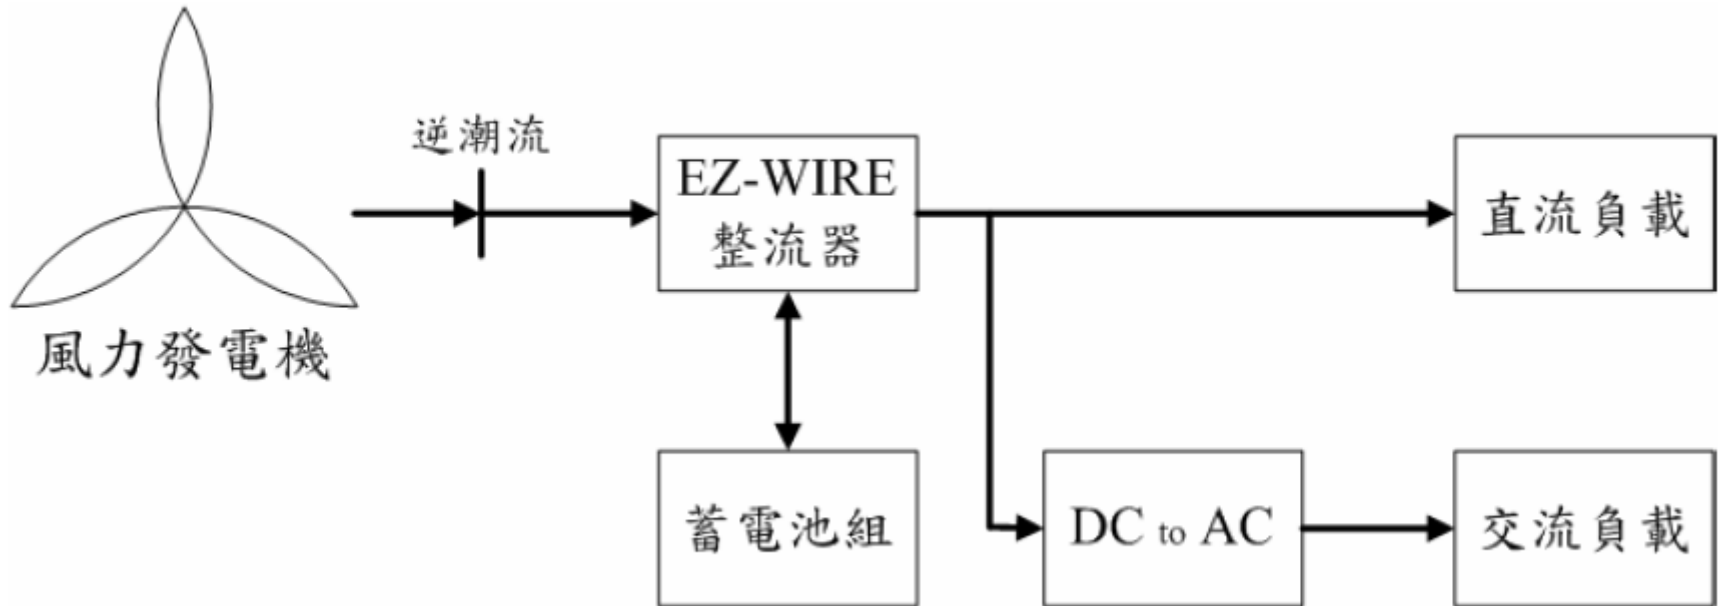 逆潮流
EZ-WIRE
整流器
直流負載
風力發電機
蓄電池組
DC to AC
交流負載